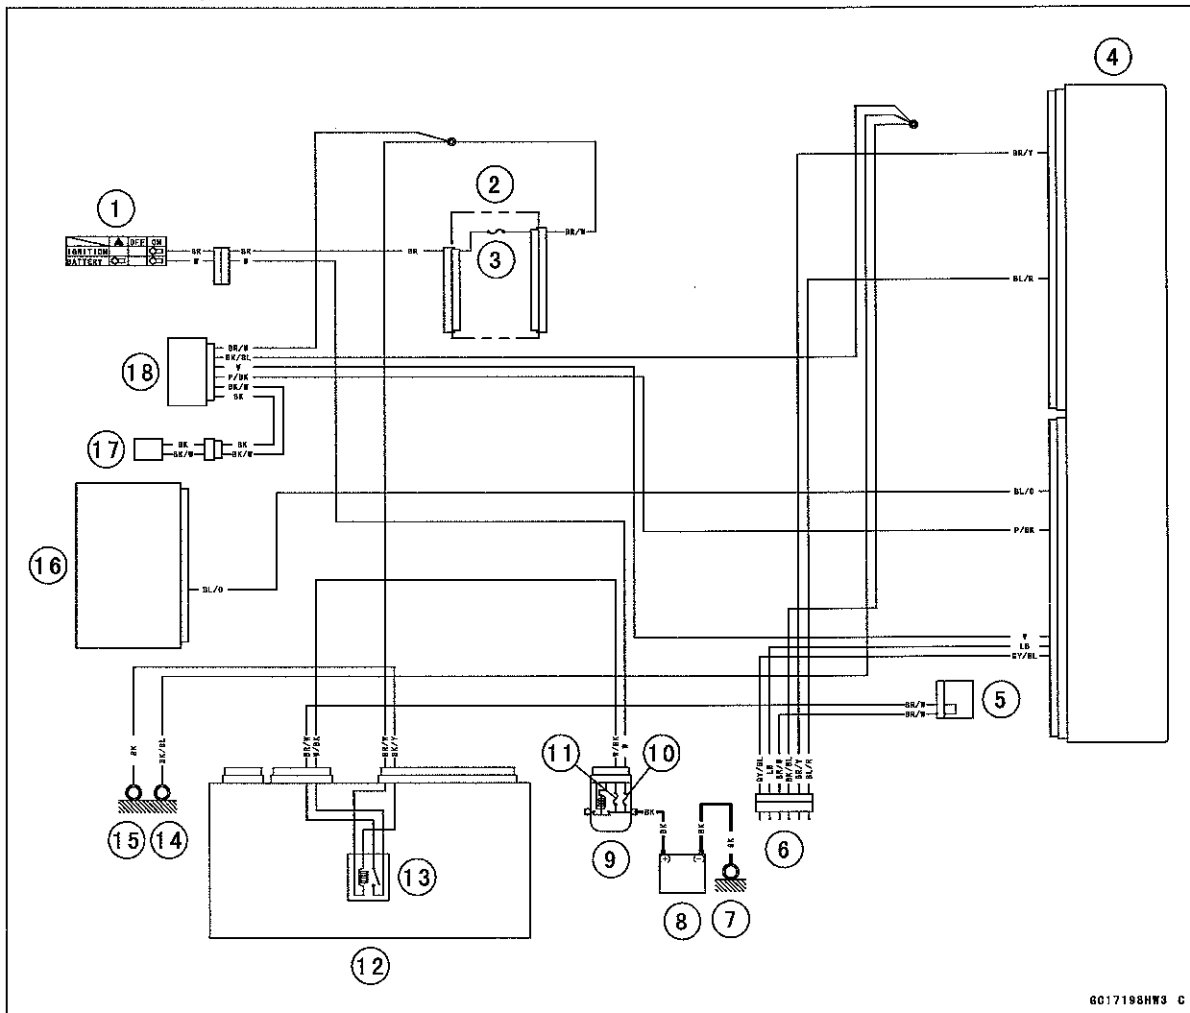 4
BR/Y
2
1
OFF ON
IGNITION
BATTERY
BR
BR
BR
BR/W
W
W
3
BL/R
18
BR/W
BK/BL
W
P/BK
BK/W
BK
17
BK
BK
BK/W
BK/W
BL/O
P/BK
16
BL/O
W
LB
GY/BL
5
BR/W
BR/W
BK
BK/BL
BR/W
W/BK
BR/W
BK/Y
11
W/BK
W
10
GY/BL
LB
BR/W
BK/BL
BR/Y
BL/R
15
14
13
9
BK
BK
+
BK
−
BK
8
7
6
12
GC17198HW3 C